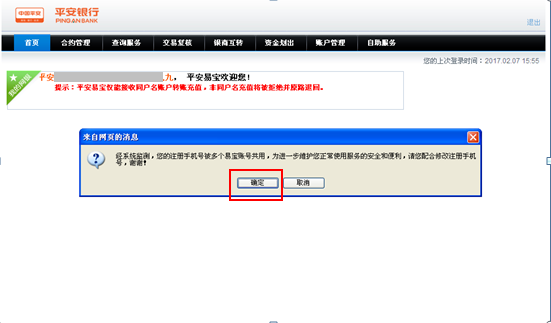 中国平安
平安银行
PINGAN BANK
退出
首页 合约管理 查询服务 交易复核 银商互转 资金划出 账户管理 自助服务
您的上次登录时间：2017.02.07 15:55
我的网银
平安 九， 平安易宝欢迎您！
提示：平安易宝仅能接收同户名账户转账充值，非同户名充值将被拒绝并原路退回。
来自网页的消息
经系统监测，您的注册手机号被多个易宝账号共用，为进一步维护您正常使用服务的安全和便利，请您配合修改注册手机
号，谢谢！
确定 取消